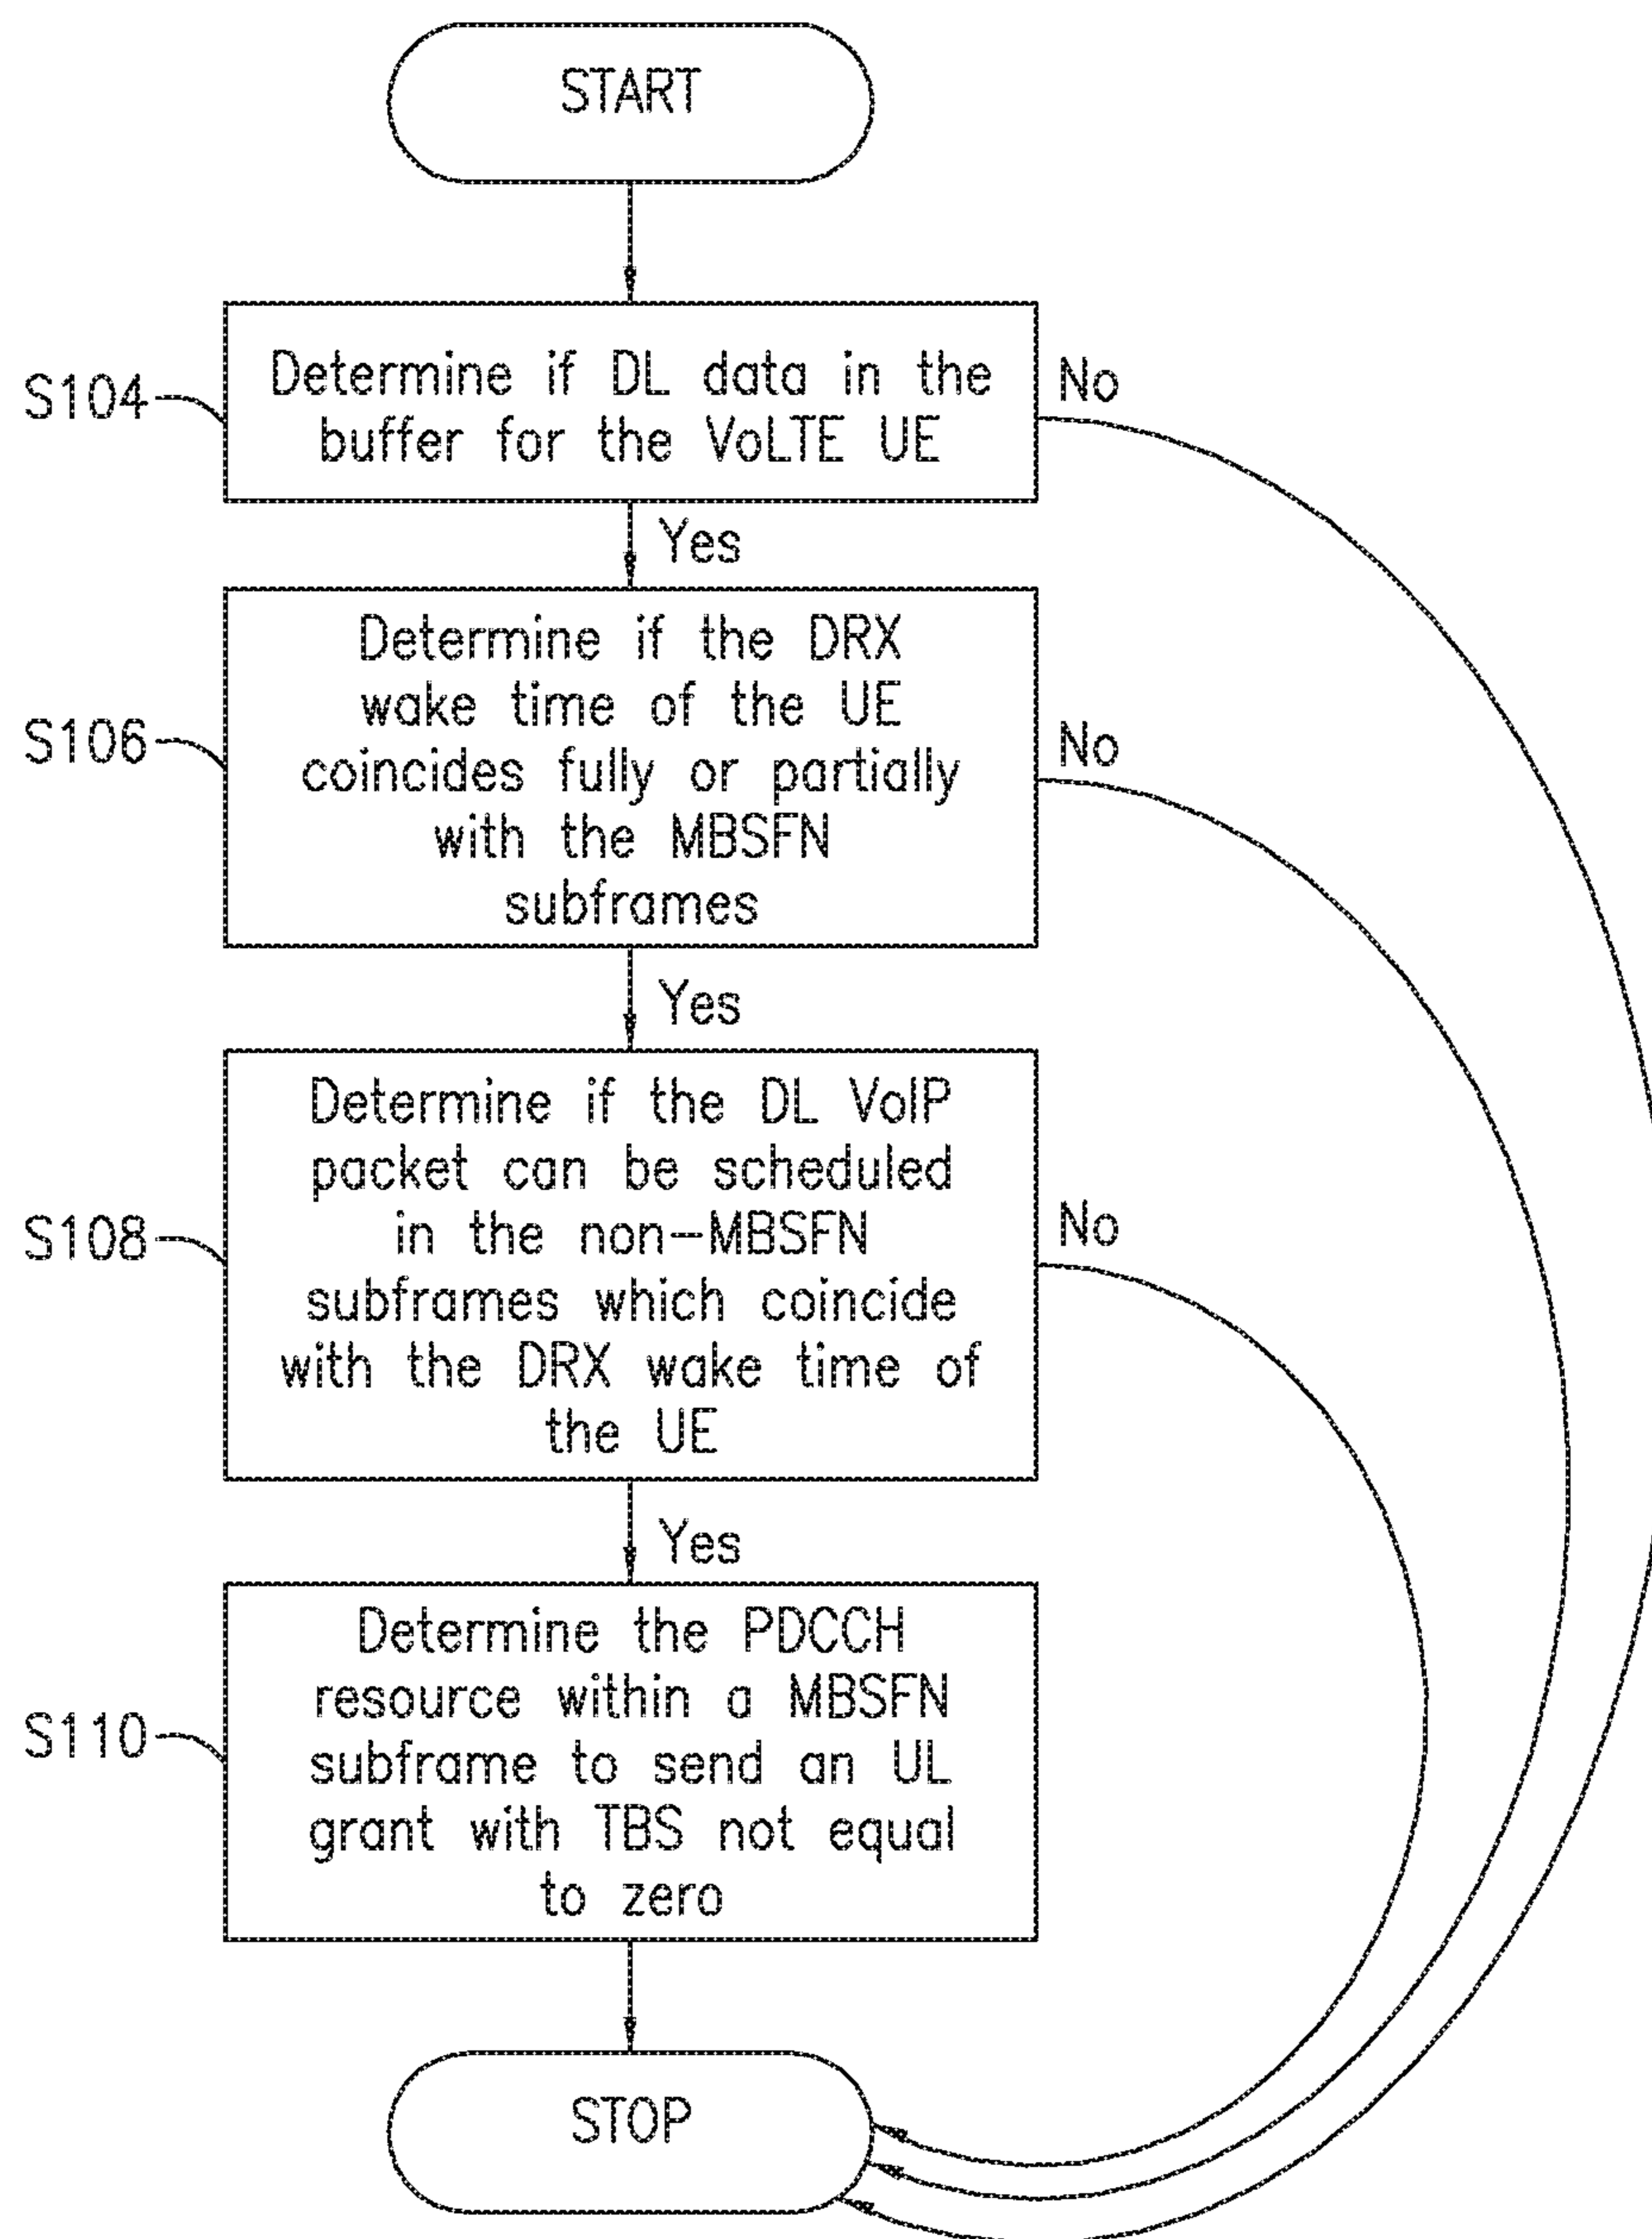 START
S104
Determine if DL data in the
buffer for the VoLTE UE
No
Yes
S106
Determine if the DRX
wake time of the UE
coincides fully or partially
with the MBSFN
subframes
No
Yes
S108
Determine if the DL VoIP
packet can be scheduled
in the non-MBSFN
subframes which coincide
with the DRX wake time of
the UE
No
Yes
S110
Determine the PDCCH
resource within a MBSFN
subframe to send an UL
grant with TBS not equal
to zero
STOP